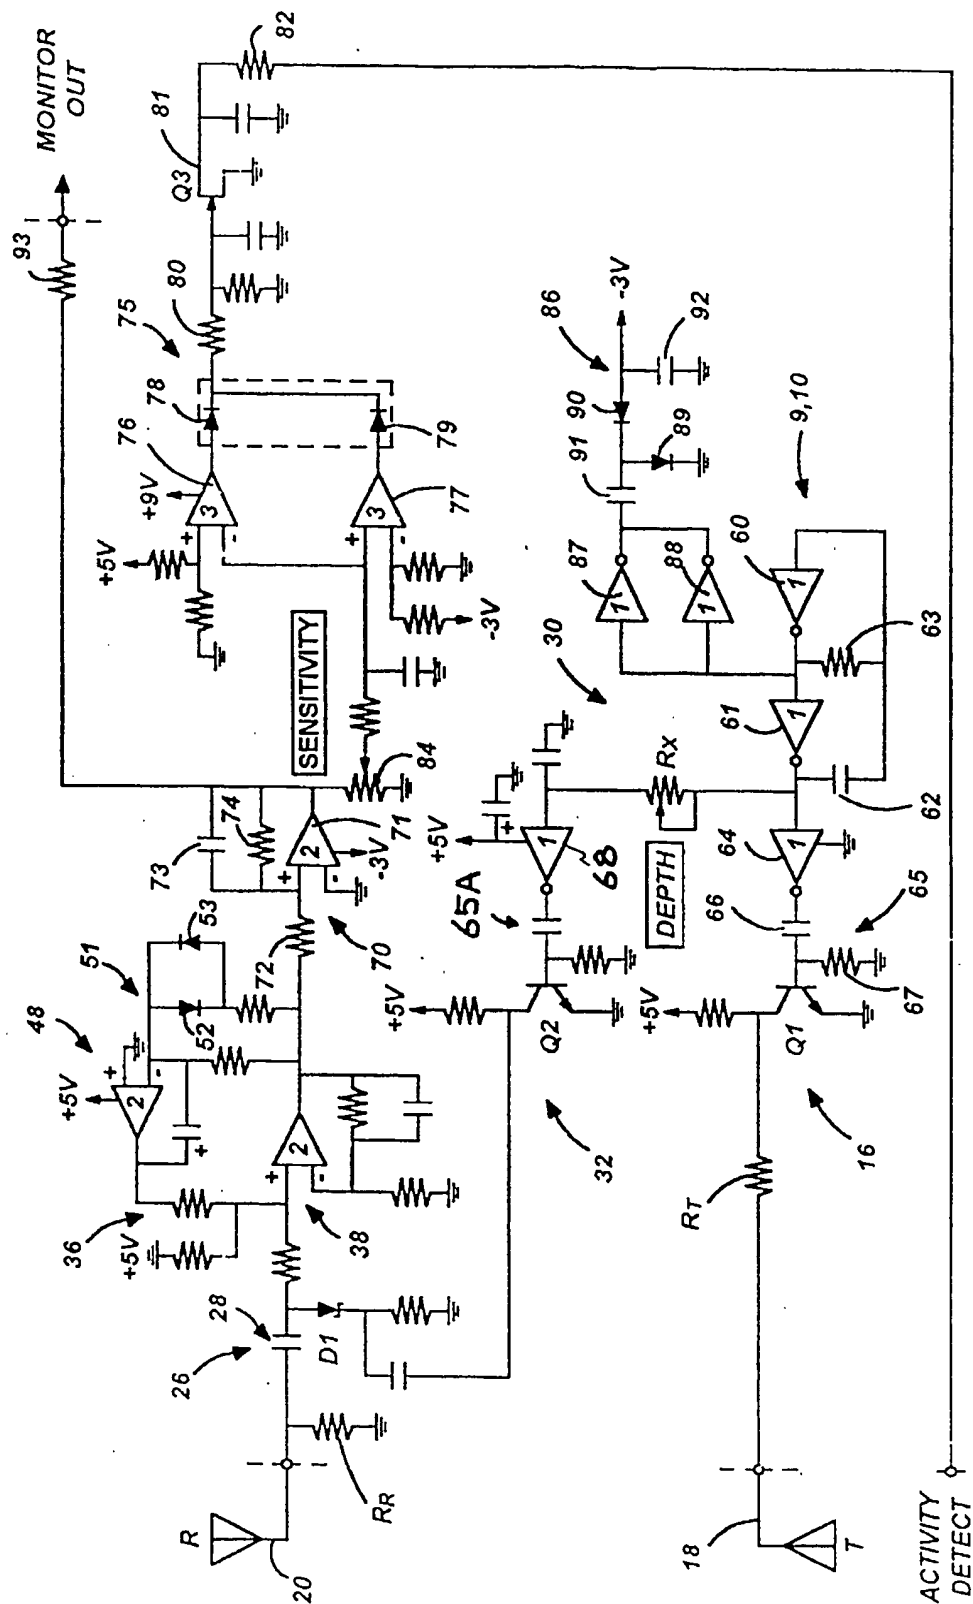 MONITOR
OUT
93
82
81
Q3
80
75
78
76
+9V
3
+
-
79
77
3
+
-
+5V
-3V
SENSITIVITY
84
73
74
71
2
+
-
-3V
72
70
53
51
52
48
+5V
+
-
2
+
36
+5V
38
2
+
-
28
26
D1
RR
R
20
-3V
86
92
90
89
91
87
1
88
1
9,10
60
1
63
61
1
62
30
RX
DEPTH
+5V
+
1
68
65A
64
1
66
65
67
+5V
Q2
32
+5V
Q1
16
RT
18
T
ACTIVITY
DETECT